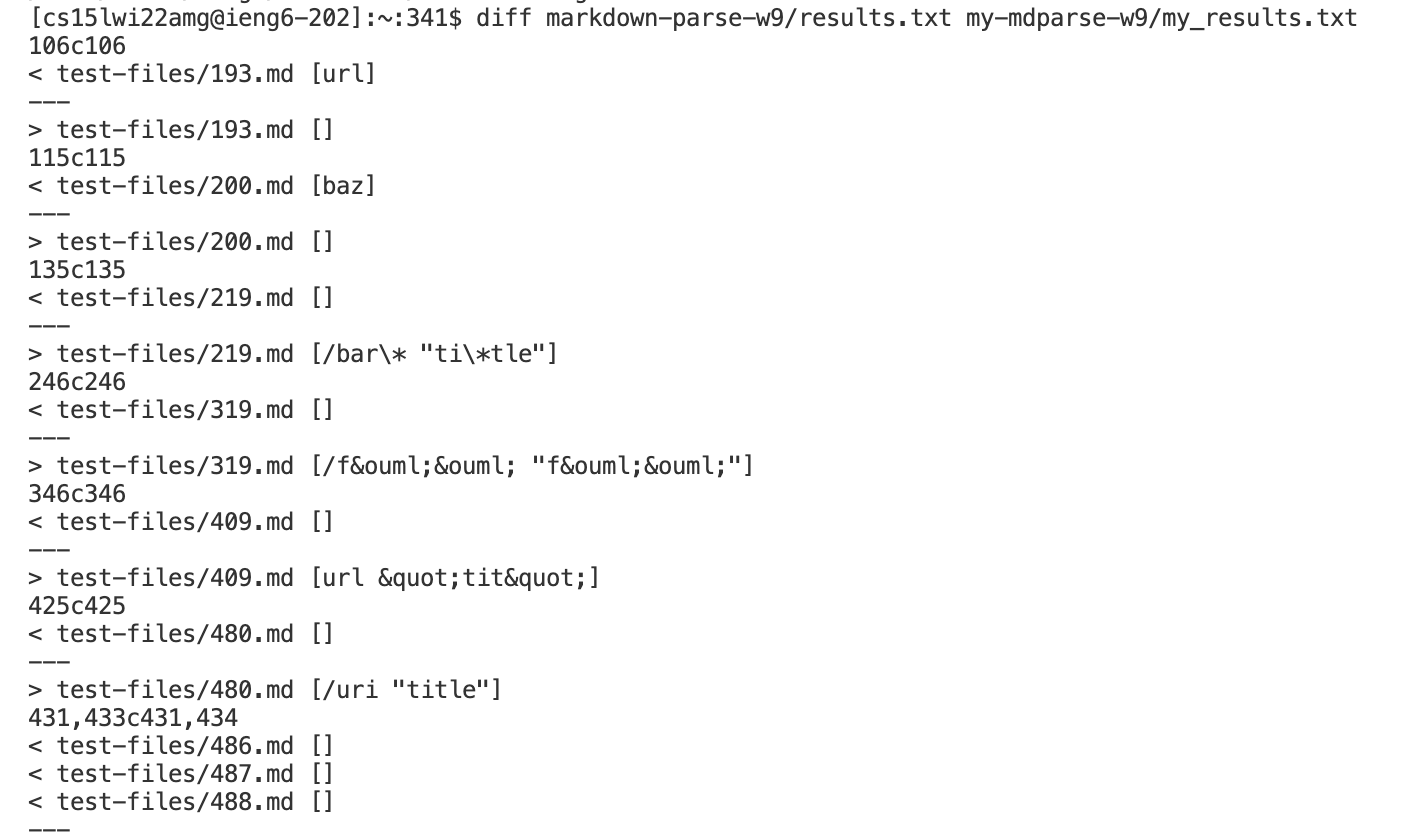 [cs15lwi22amg@ieng6-202]:~:341$ diff markdown-parse-w9/results.txt my-mdparse-w9/my_results.txt
106c106
< test-files/193.md [url]
---
> test-files/193.md []
115c115
< test-files/200.md [baz]
---
> test-files/200.md []
135c135
< test-files/219.md []
---
> test-files/219.md [/bar\* "ti\*tle"]
246c246
< test-files/319.md []
---
> test-files/319.md [/f&ouml;&ouml; "f&ouml;&ouml;"]
346c346
< test-files/409.md []
---
> test-files/409.md [url &quot;tit&quot;]
425c425
< test-files/480.md []
---
> test-files/480.md [/uri "title"]
431,433c431,434
< test-files/486.md []
< test-files/487.md []
< test-files/488.md []
---